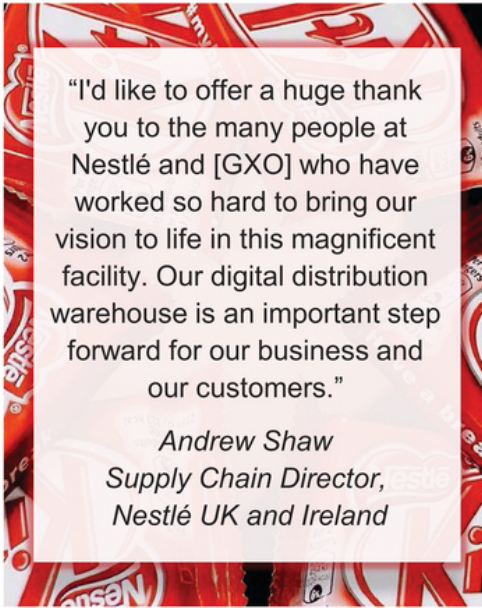 “I'd like to offer a huge thank
you to the many people at
Nestlé and [GXO] who have
worked so hard to bring our
vision to life in this magnificent
facility. Our digital distribution
warehouse is an important step
forward for our business and
our customers.”
Andrew Shaw
Supply Chain Director,
Nestlé UK and Ireland
Nestlé
Nestlé